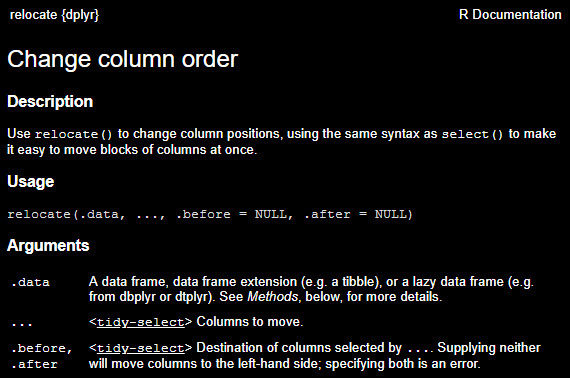 relocate {dplyr} R Documentation
Change column order
Description
Use relocate() to change column positions, using the same syntax as select() to make
it easy to move blocks of columns at once.
Usage
relocate(.data, ..., .before = NULL, .after = NULL)
Arguments
.data A data frame, data frame extension (e.g. a tibble), or a lazy data frame (e.g.
from dbplyr or dtplyr). See Methods, below, for more details.
... <tidy-select> Columns to move.
.before, <tidy-select> Destination of columns selected by .... Supplying neither
.after will move columns to the left-hand side; specifying both is an error.